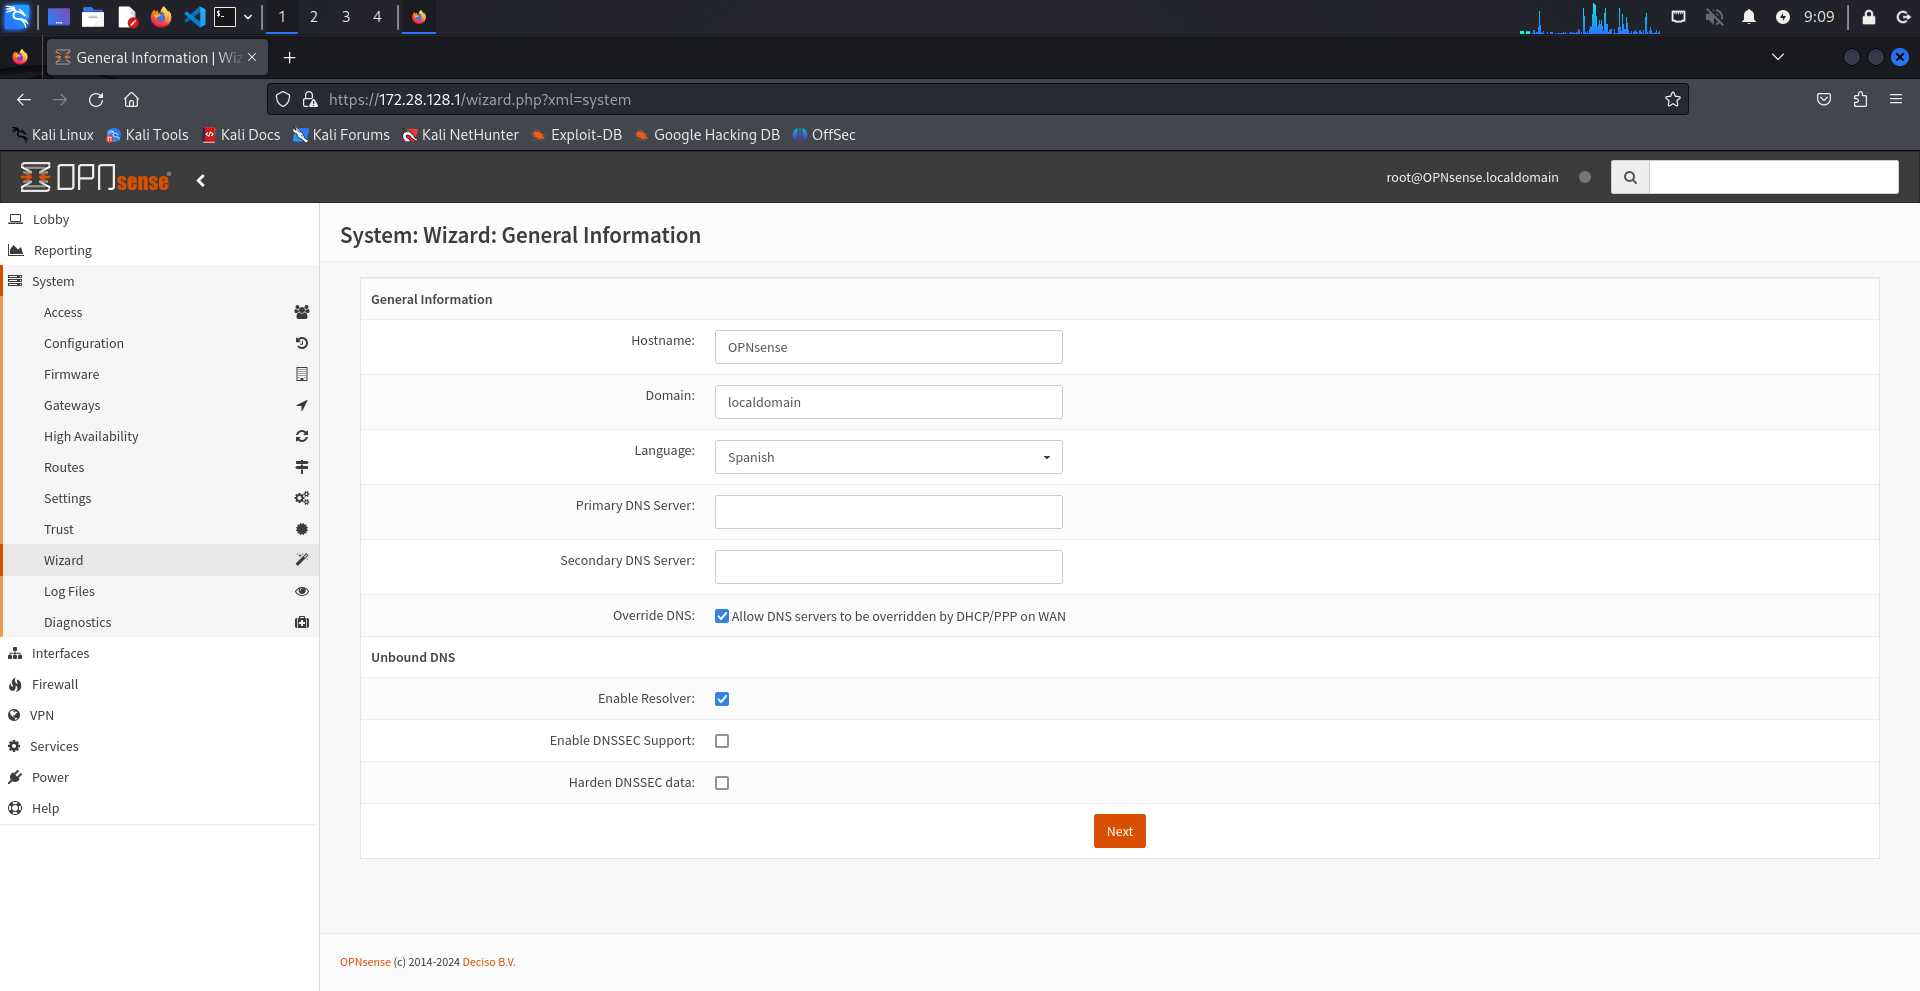 1 2 3 4
9:09
General Information | Wiz
https://172.28.128.1/wizard.php?xml=system
Kali Linux Kali Tools Kali Docs Kali Forums Kali NetHunter Exploit-DB Google Hacking DB OffSec
OPNsense
root@OPNsense.localdomain
Lobby
Reporting
System
Access
Configuration
Firmware
Gateways
High Availability
Routes
Settings
Trust
Wizard
Log Files
Diagnostics
Interfaces
Firewall
VPN
Services
Power
Help
System: Wizard: General Information
General Information
Hostname: OPNsense
Domain: localdomain
Language: Spanish
Primary DNS Server:
Secondary DNS Server:
Override DNS: Allow DNS servers to be overridden by DHCP/PPP on WAN
Unbound DNS
Enable Resolver:
Enable DNSSEC Support:
Harden DNSSEC data:
Next
OPNsense (c) 2014-2024 Deciso B.V.